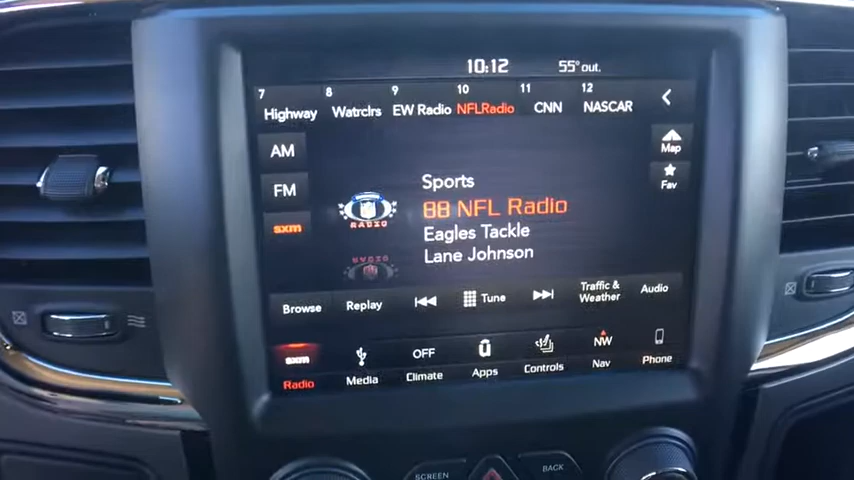 10:12 55° out.
7 8 9 10 11 12
Highway Watrclrs EW Radio NFLRadio CNN NASCAR
AM
Map
FM
Fav
sxm
RADIO
Sports
88 NFL Radio
Eagles Tackle
Lane Johnson
Browse Replay Tune Traffic & Weather Audio
sxm OFF NW
Radio Media Climate Apps Controls Nav Phone
SCREEN BACK